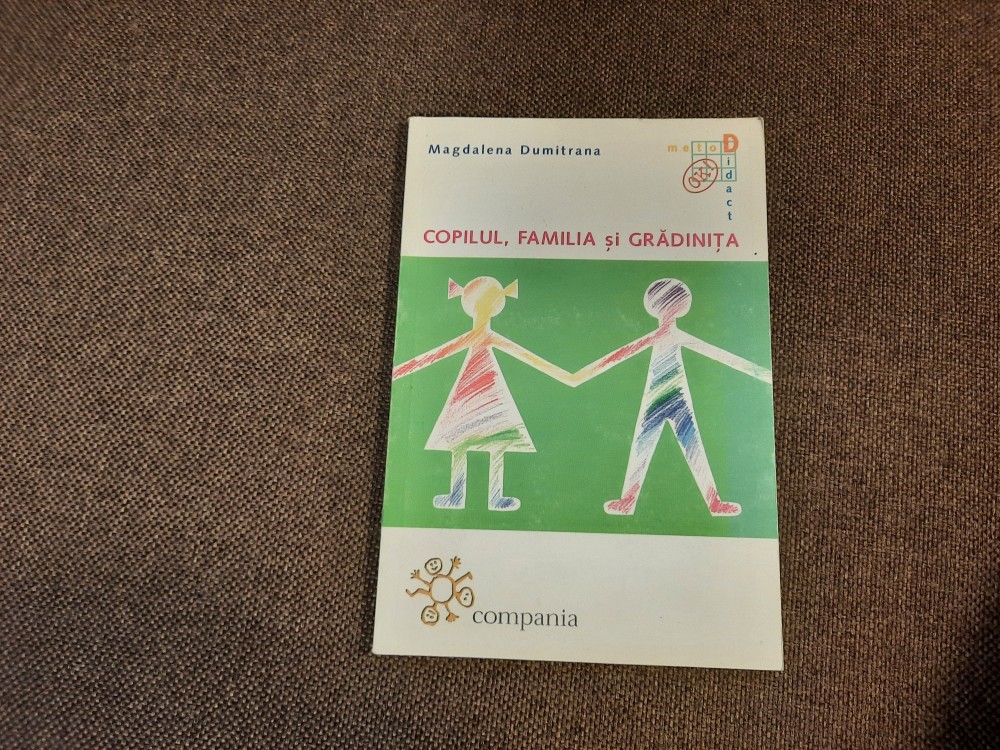 Magdalena Dumitrana
metoDidact
COPILUL, FAMILIA și GRĂDINIȚA
compania